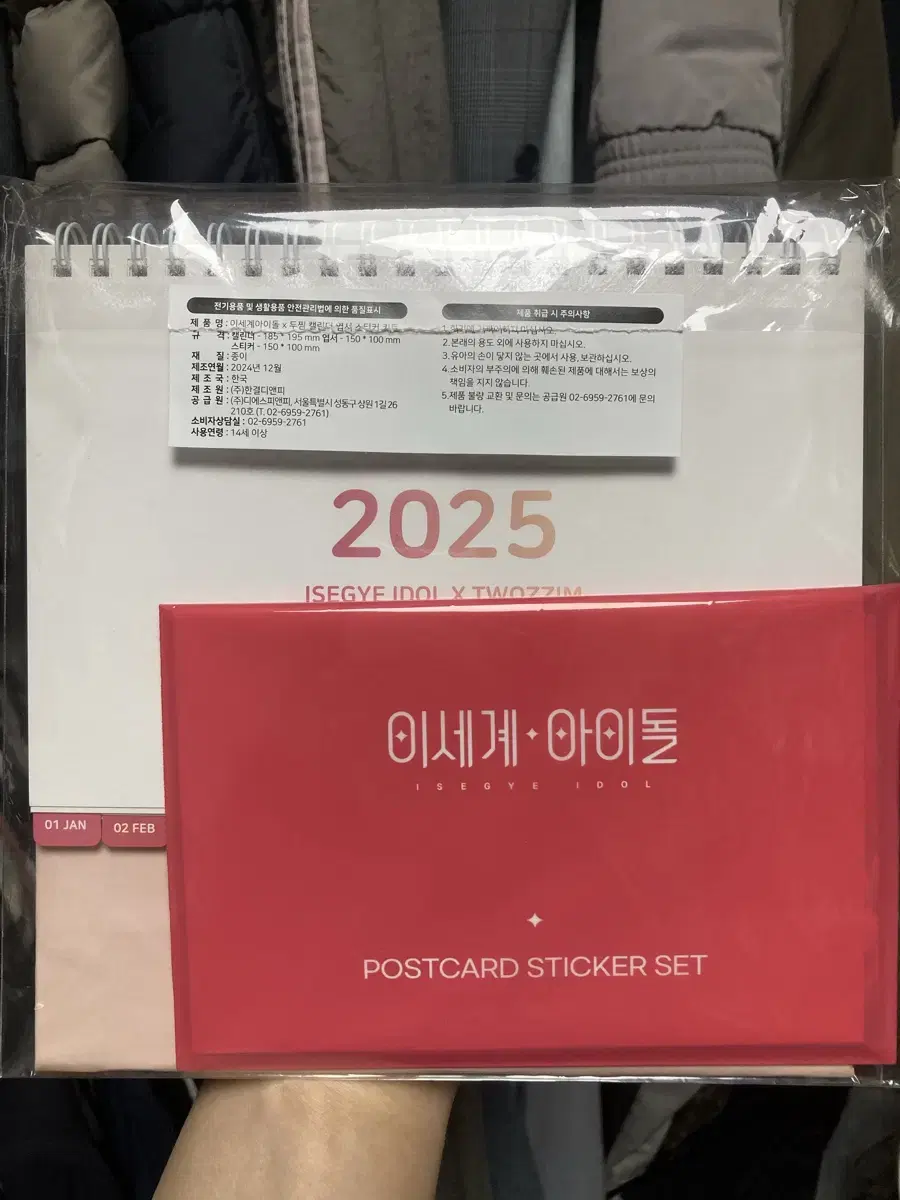 전기용품 및 생활용품 안전관리법에 의한 품질표시
제 품 명 : 이세계아이돌 x 두찜 캘린더 엽서 스티커
규 격 : 캘린더 - 185 * 195 mm 엽서 - 150 * 100 mm
스티커 - 150 * 100 mm
재 질 : 종이
제조연월 : 2024년 12월
제 조 국 : 한국
제 조 원 : (주)한결디앤피
공 급 원 : (주)디에스피앤피, 서울특별시 성동구 상원 1길 26
210호 (T. 02-6959-2761)
소비자상담실 : 02-6959-2761
사용연령 : 14세 이상
제품 취급 시 주의사항
2.본래의 용도 외에 사용하지 마십시오.
3.유아의 손이 닿지 않는 곳에서 사용, 보관하십시오.
4.소비자의 부주의에 의해 훼손된 제품에 대해서는 보상의
책임을 지지 않습니다.
5.제품 불량 교환 및 문의는 공급원 02-6959-2761에 문의
바랍니다.
2025
ISEGYE IDOL X TWOZZIM
이세계 아이돌
ISEGYE IDOL
01 JAN
02 FEB
POSTCARD STICKER SET